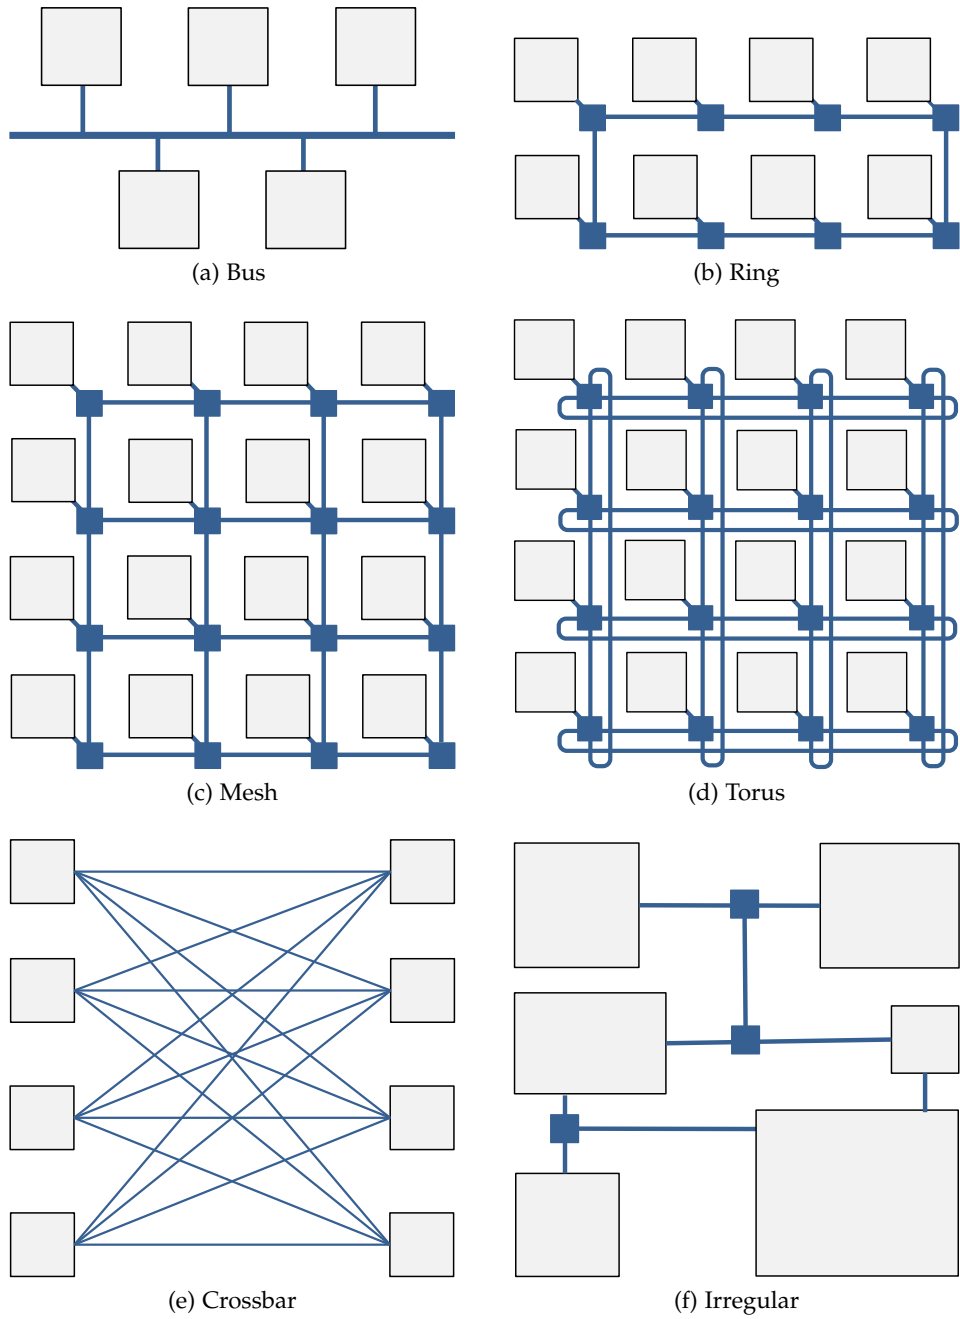 (a) Bus
(b) Ring
(c) Mesh
(d) Torus
(e) Crossbar
(f) Irregular